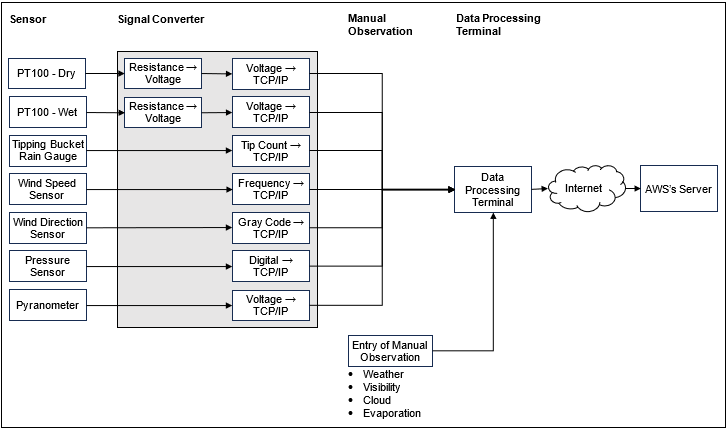 Sensor
Signal Converter
Manual
Observation
Data Processing
Terminal
PT100 - Dry
Resistance →
Voltage
Voltage →
TCP/IP
PT100 - Wet
Resistance →
Voltage
Voltage →
TCP/IP
Tipping Bucket
Rain Gauge
Tip Count →
TCP/IP
Wind Speed
Sensor
Frequency →
TCP/IP
Wind Direction
Sensor
Gray Code →
TCP/IP
Pressure
Sensor
Digital →
TCP/IP
Pyranometer
Voltage →
TCP/IP
Data
Processing
Terminal
Internet
AWS's Server
Entry of Manual
Observation
• Weather
• Visibility
• Cloud
• Evaporation